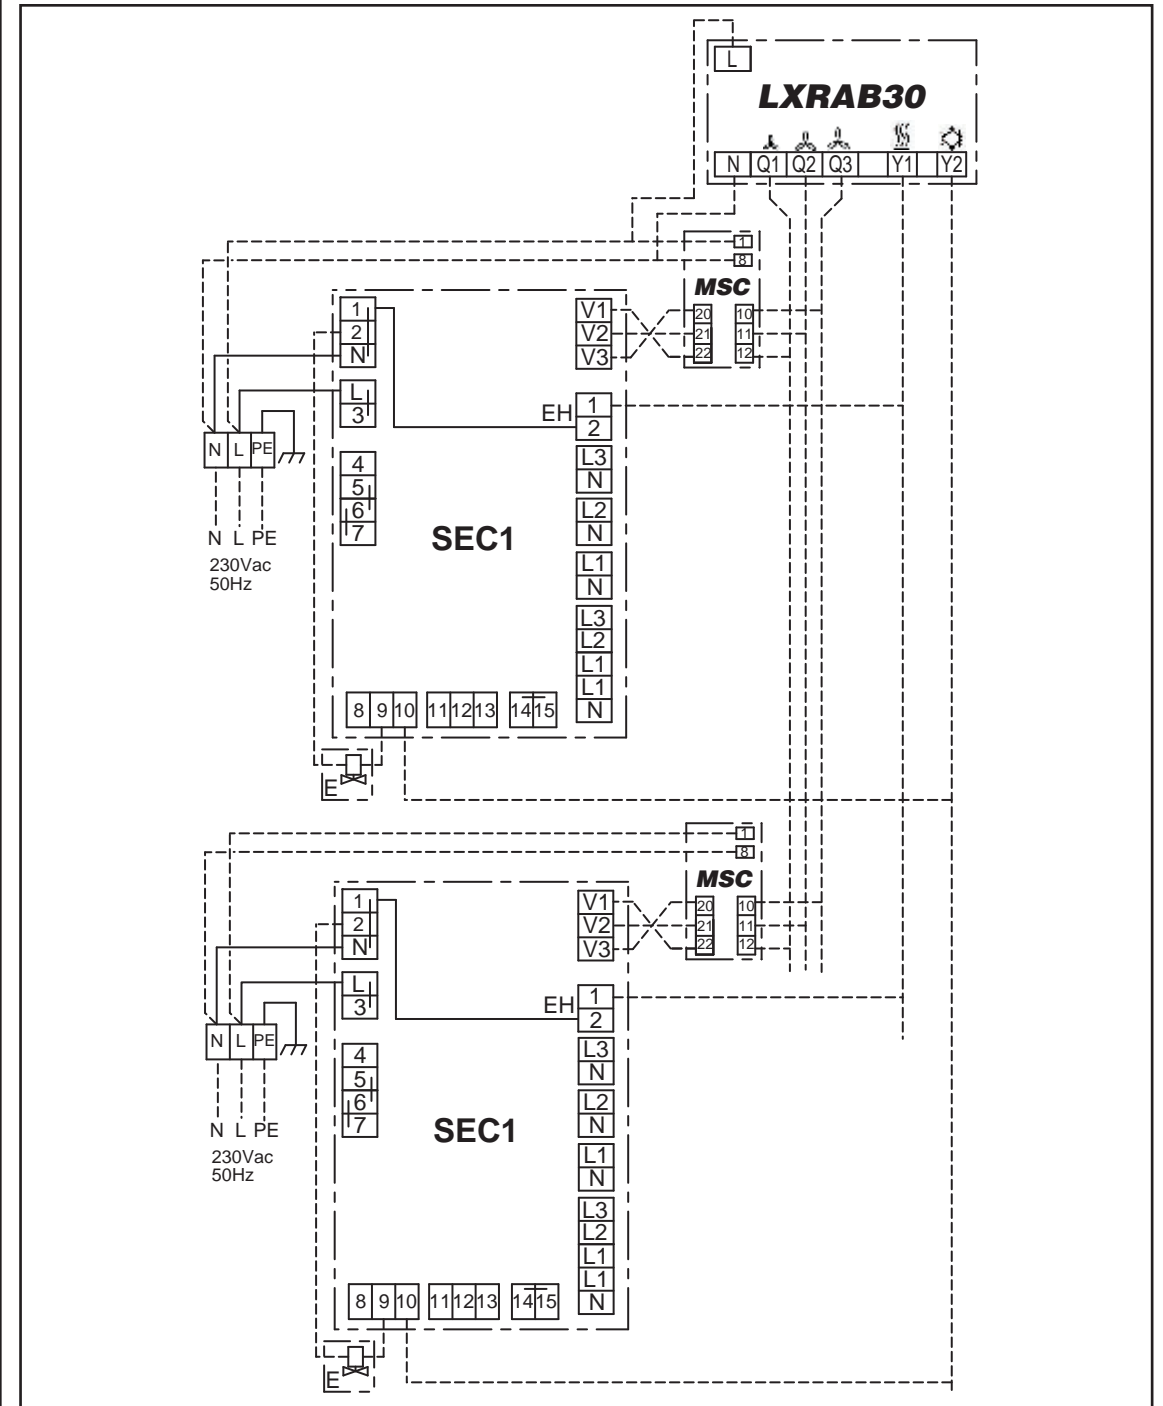 L
LXRAB30
N Q1 Q2 Q3 Y1 Y2
1
8
MSC
20 10
21 11
22 12
1
2
N
L
3
V1
V2
V3
EH 1
2
N L PE
N L PE
230Vac
50Hz
4
5
6
7
SEC1
L3
N
L2
N
L1
N
L3
L2
L1
L1
N
8 9 10 11 12 13 14 15
E
1
8
MSC
20 10
21 11
22 12
1
2
N
L
3
V1
V2
V3
EH 1
2
N L PE
N L PE
230Vac
50Hz
4
5
6
7
SEC1
L3
N
L2
N
L1
N
L3
L2
L1
L1
N
8 9 10 11 12 13 14 15
E